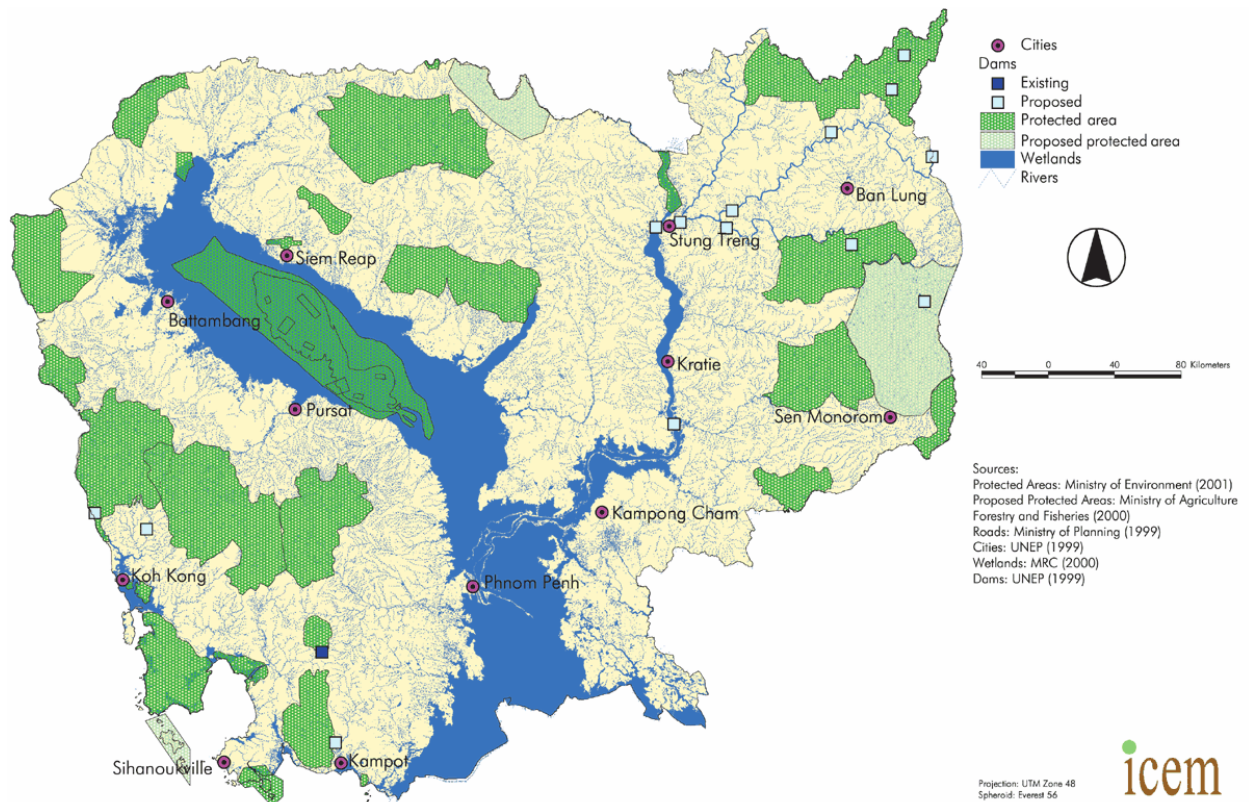 Cities
Dams
Existing
Proposed
Protected area
Proposed protected area
Wetlands
Rivers
Ban Lung
Stung Treng
Siem Reap
Battambang
Kratie
Pursat
Sen Monorom
40 0 40 80 Kilometers
Kampong Cham
Koh Kong
Phnom Penh
Sihanoukville
Kampot
Sources:
Protected Areas: Ministry of Environment (2001)
Proposed Protected Areas: Ministry of Agriculture
Forestry and Fisheries (2000)
Roads: Ministry of Planning (1999)
Cities: UNEP (1999)
Wetlands: MRC (2000)
Dams: UNEP (1999)
Projection: UTM Zone 48
Spheroid: Everest 56
icem